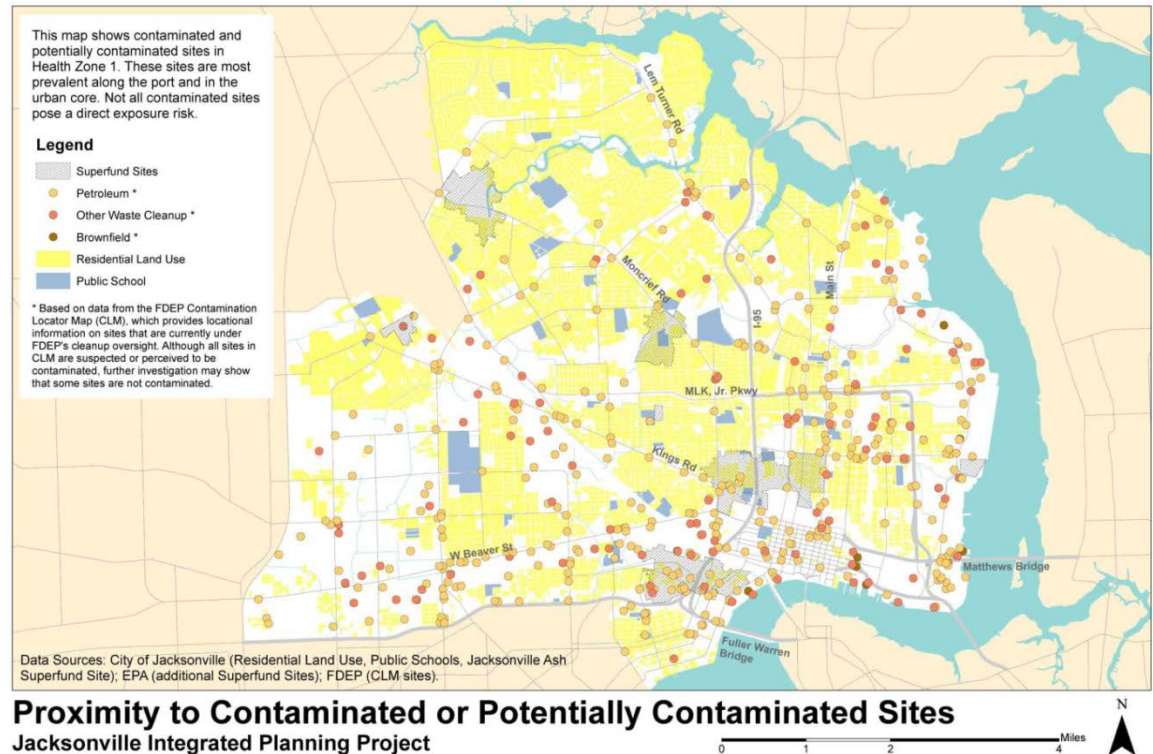 This map shows contaminated and
potentially contaminated sites in
Health Zone 1. These sites are most
prevalent along the port and in the
urban core. Not all contaminated sites
pose a direct exposure risk.
Legend
Superfund Sites
Petroleum *
Other Waste Cleanup *
Brownfield *
Residential Land Use
Public School
* Based on data from the FDEP Contamination
Locator Map (CLM), which provides locational
information on sites that are currently under
FDEP's cleanup oversight. Although all sites in
CLM are suspected or perceived to be
contaminated, further investigation may show
that some sites are not contaminated.
Lem Turner Rd
Moncrief Rd
I-95
Main St
MLK, Jr. Pkwy
Kings Rd
W Beaver St
Matthews Bridge
Fuller Warren
Bridge
Data Sources: City of Jacksonville (Residential Land Use, Public Schools, Jacksonville Ash
Superfund Site); EPA (additional Superfund Sites); FDEP (CLM sites).
Proximity to Contaminated or Potentially Contaminated Sites
Jacksonville Integrated Planning Project
0 1 2 4 Miles
N